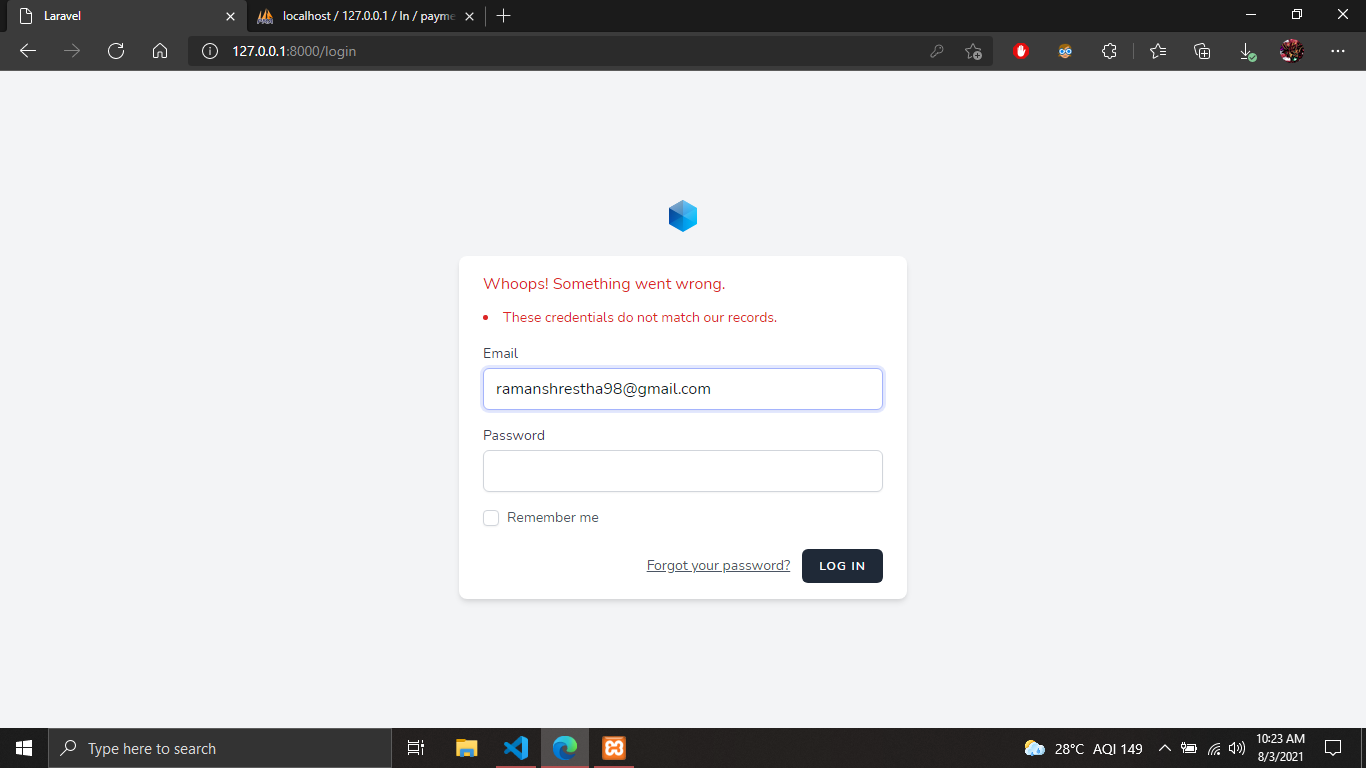 Laravel
localhost / 127.0.0.1 / ln / payme
127.0.0.1:8000/login
Whoops! Something went wrong.
These credentials do not match our records.
Email
ramanshrestha98@gmail.com
Password
Remember me
Forgot your password?
LOG IN
Type here to search
28°C AQI 149
10:23 AM
8/3/2021